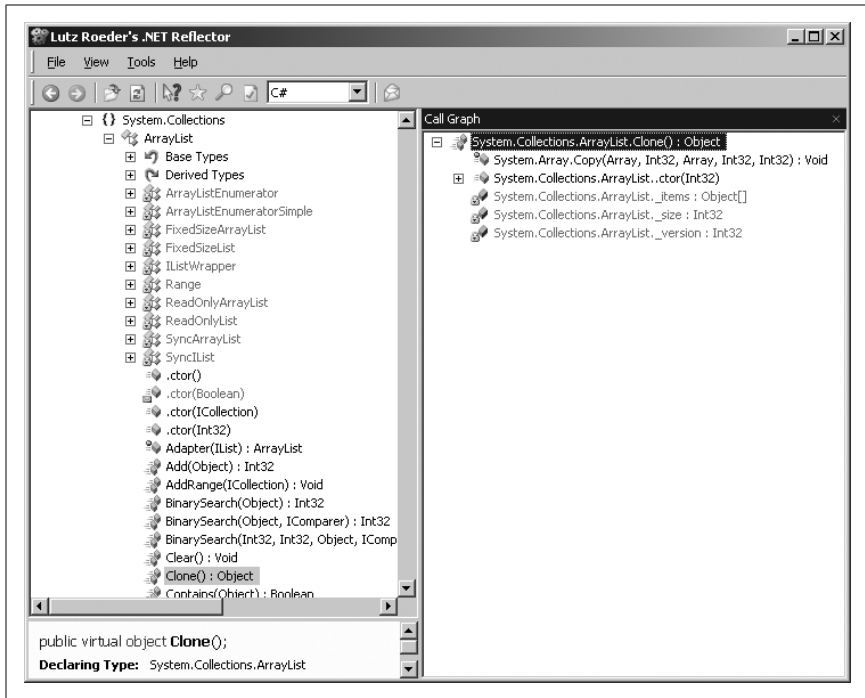 Lutz Roeder's .NET Reflector
File View Tools Help
C#
{} System.Collections
ArrayList
Base Types
Derived Types
ArrayListEnumerator
ArrayListEnumeratorSimple
FixedSizeArrayList
FixedSizeList
IListWrapper
Range
ReadOnlyArrayList
ReadOnlyList
SyncArrayList
SyncIList
.ctor()
.ctor(Boolean)
.ctor(ICollection)
.ctor(Int32)
Adapter(IList) : ArrayList
Add(Object) : Int32
AddRange(ICollection) : Void
BinarySearch(Object) : Int32
BinarySearch(Object, IComparer) : Int32
BinarySearch(Int32, Int32, Object, IComp
Clear() : Void
Clone() : Object
Contains(Object) : Boolean
public virtual object Clone();
Declaring Type: System.Collections.ArrayList
Call Graph
System.Collections.ArrayList.Clone() : Object
System.Array.Copy(Array, Int32, Array, Int32, Int32) : Void
System.Collections.ArrayList..ctor(Int32)
System.Collections.ArrayList._items : Object[]
System.Collections.ArrayList._size : Int32
System.Collections.ArrayList._version : Int32